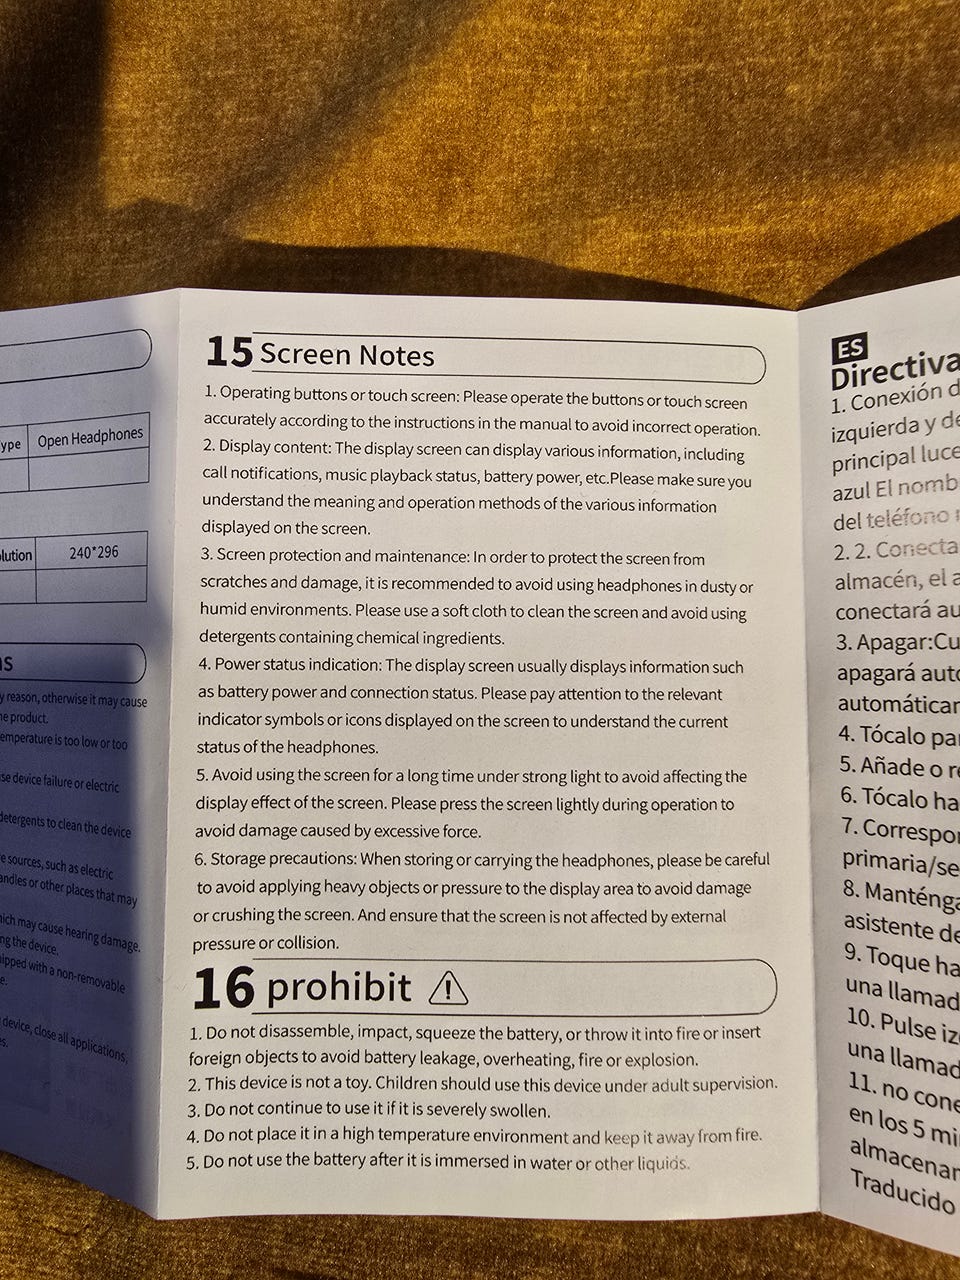 ype
Open Headphones
lution
240*296
ns
y reason, otherwise it may cause
he product.
emperature is too low or too
se device failure or electric
detergents to clean the device
e sources, such as electric
andles or other places that may
hich may cause hearing damage.
ng the device.
ipped with a non-removable
e.
device, close all applications,
s.
15 Screen Notes
1. Operating buttons or touch screen: Please operate the buttons or touch screen
accurately according to the instructions in the manual to avoid incorrect operation.
2. Display content: The display screen can display various information, including
call notifications, music playback status, battery power, etc.Please make sure you
understand the meaning and operation methods of the various information
displayed on the screen.
3. Screen protection and maintenance: In order to protect the screen from
scratches and damage, it is recommended to avoid using headphones in dusty or
humid environments. Please use a soft cloth to clean the screen and avoid using
detergents containing chemical ingredients.
4. Power status indication: The display screen usually displays information such
as battery power and connection status. Please pay attention to the relevant
indicator symbols or icons displayed on the screen to understand the current
status of the headphones.
5. Avoid using the screen for a long time under strong light to avoid affecting the
display effect of the screen. Please press the screen lightly during operation to
avoid damage caused by excessive force.
6. Storage precautions: When storing or carrying the headphones, please be careful
to avoid applying heavy objects or pressure to the display area to avoid damage
or crushing the screen. And ensure that the screen is not affected by external
pressure or collision.
16 prohibit
1. Do not disassemble, impact, squeeze the battery, or throw it into fire or insert
foreign objects to avoid battery leakage, overheating, fire or explosion.
2. This device is not a toy. Children should use this device under adult supervision.
3. Do not continue to use it if it is severely swollen.
4. Do not place it in a high temperature environment and keep it away from fire.
5. Do not use the battery after it is immersed in water or other liquids.
ES
Directiva
1. Conexión d
izquierda y de
principal luce
azul El nomb
del teléfono
2. 2. Conecta
almacén, el a
conectará au
3. Apagar:Cu
apagará auto
automáticar
4. Tócalo pa
5. Añade o re
6. Tócalo ha
7. Correspor
primaria/se
8. Manténga
asistente de
9. Toque ha
una llamad
10. Pulse iz
una llamad
11. no cone
en los 5 mi
almacenar
Traducido